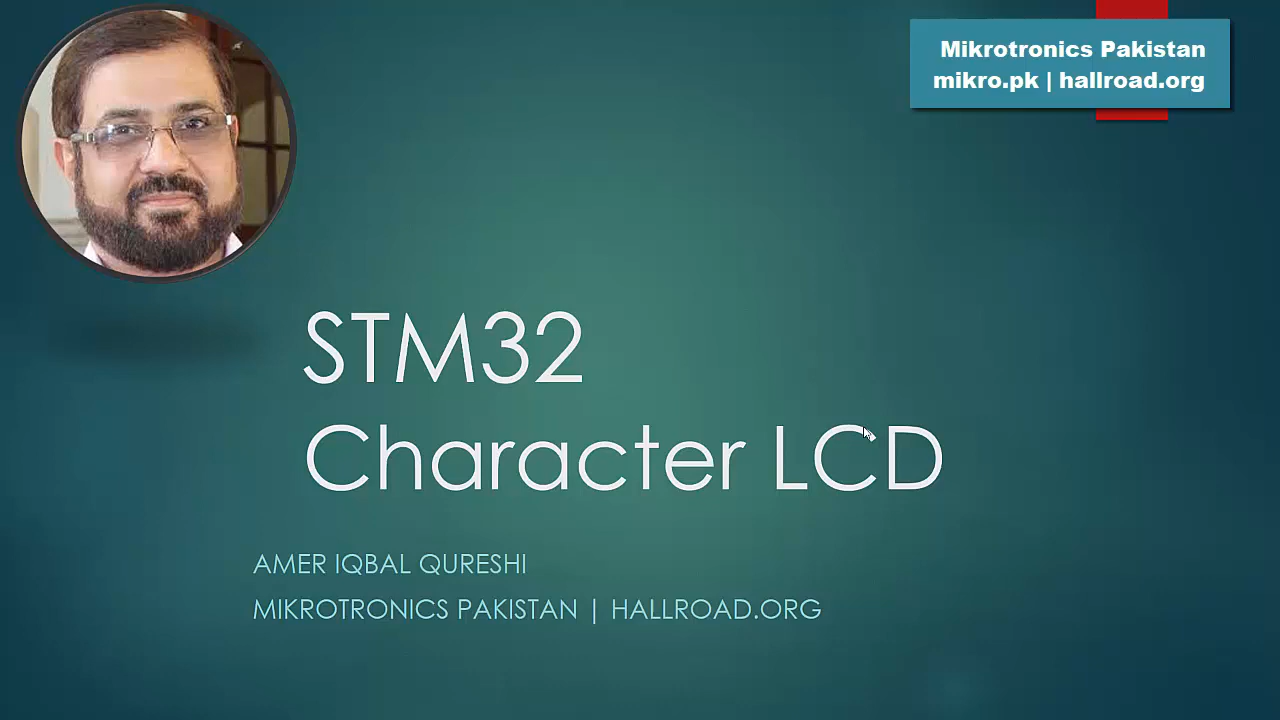 Mikrotronics Pakistan
mikro.pk | hallroad.org
STM32
Character LCD
AMER IQBAL QURESHI
MIKROTRONICS PAKISTAN | HALLROAD.ORG